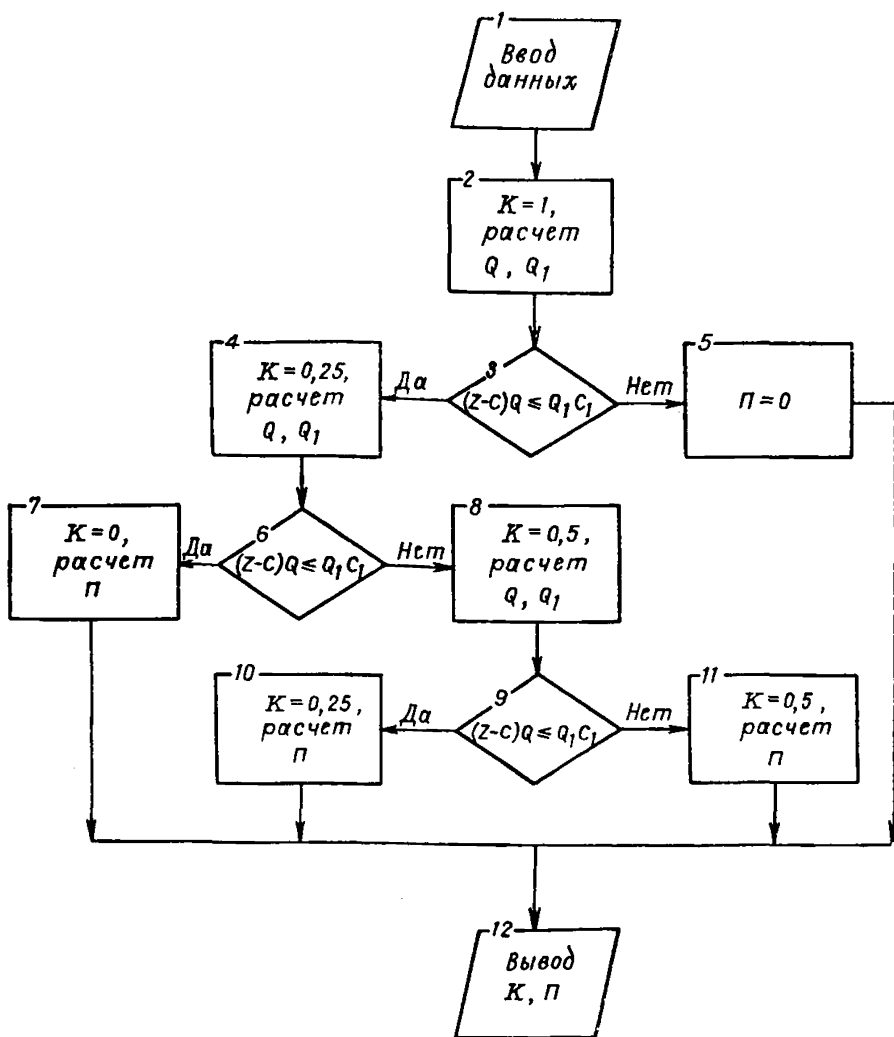 1
Ввод
данных
2
K=1,
расчет
Q, Q₁
3
(Z-C)Q ≤ Q₁C₁
Да
Нет
4
K=0,25,
расчет
Q, Q₁
5
П=0
6
(Z-C)Q ≤ Q₁C₁
Да
Нет
7
K=0,
расчет
П
8
K=0,5,
расчет
Q, Q₁
9
(Z-C)Q ≤ Q₁C₁
Да
Нет
10
K=0,25,
расчет
П
11
K=0,5,
расчет
П
12
Вывод
K, П